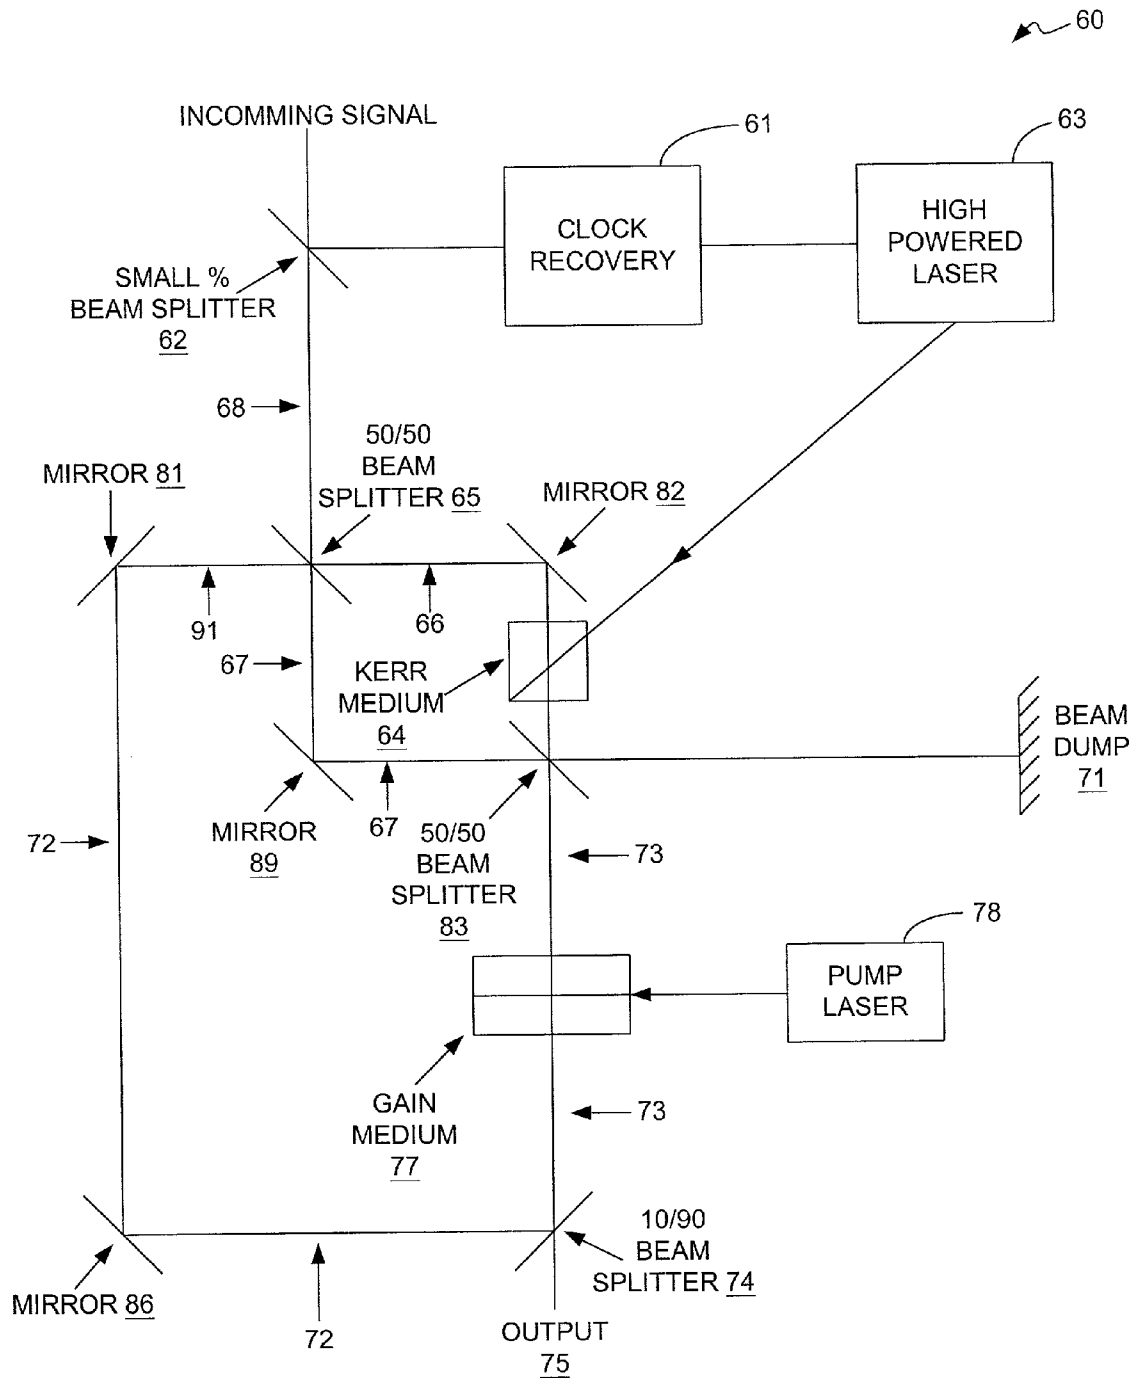 60
INCOMMING SIGNAL
61
63
CLOCK
RECOVERY
HIGH
POWERED
LASER
SMALL %
BEAM SPLITTER
62
68
50/50
BEAM
SPLITTER 65
MIRROR 81
MIRROR 82
91
66
67
KERR
MEDIUM
64
BEAM
DUMP
71
MIRROR
89
67
72
50/50
BEAM
SPLITTER
83
73
78
PUMP
LASER
GAIN
MEDIUM
77
73
10/90
BEAM
SPLITTER 74
MIRROR 86
72
OUTPUT
75